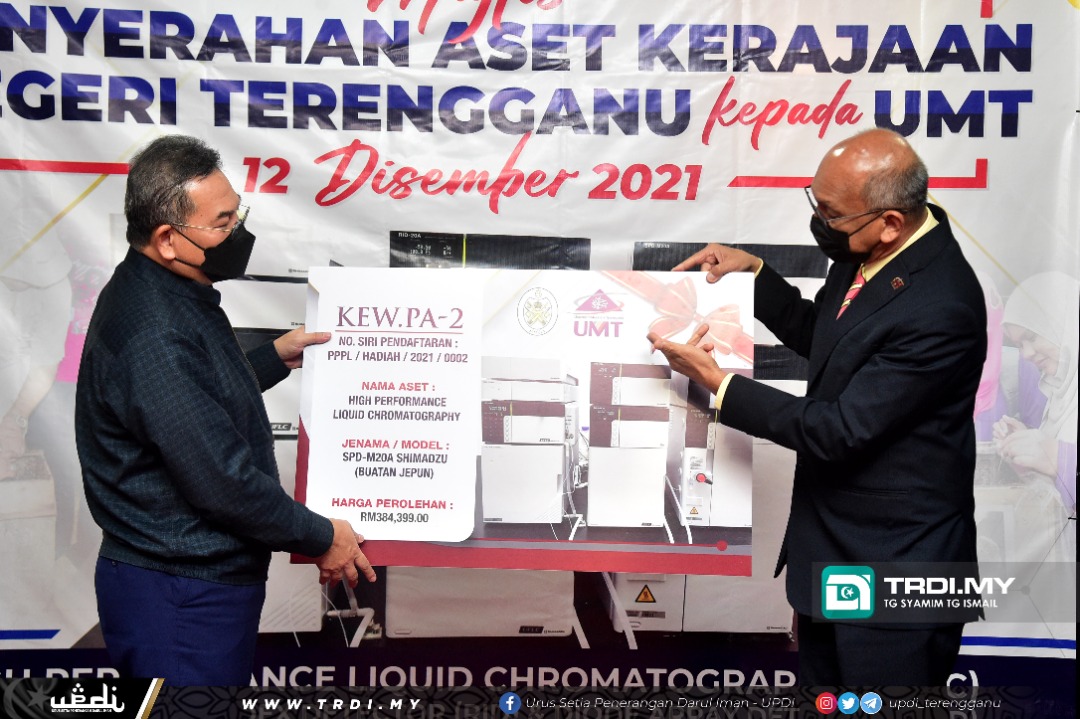 NYERAHAN ASET KERAJAAN
EGERI TERENGGANU kepada UMT
12 Disember 2021
RID-20A
KEW.PA-2
NO. SIRI PENDAFTARAN :
PPPL / HADIAH / 2021 / 0002
NAMA ASET :
HIGH PERFORMANCE
LIQUID CHROMATOGRAPHY
JENAMA / MODEL :
SPD-M20A SHIMADZU
(BUATAN JEPUN)
HARGA PEROLEHAN :
RM384,399.00
UMT
TRDI.MY
TG SYAMIM TG ISMAIL
ANCE LIQUID CHROMATOGRAP
C)
updi
WWW.TRDI.MY
Urus Setia Penerangan Darul Iman - UPDI
updi_terengganu